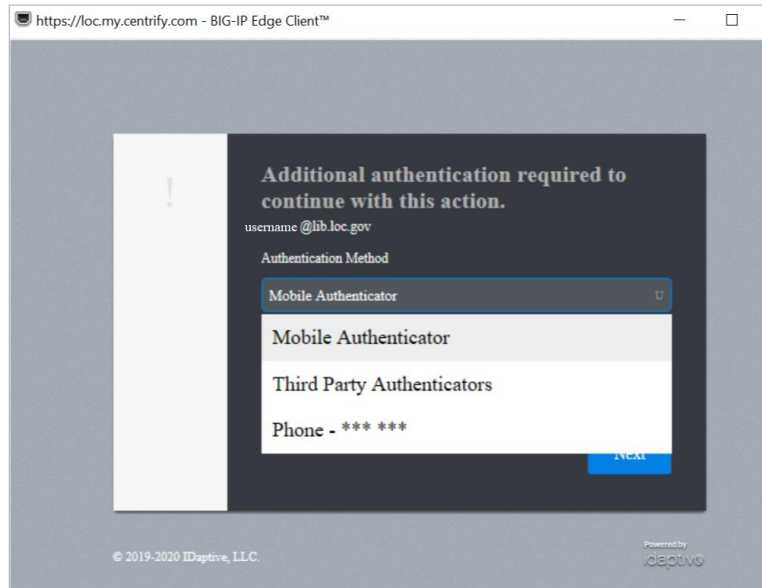 https://loc.my.centrify.com - BIG-IP Edge Client™
Additional authentication required to
continue with this action.
username @lib.loc.gov
Authentication Method
Mobile Authenticator U
Mobile Authenticator
Third Party Authenticators
Phone - *** ***
Next
© 2019-2020 IDaptive, LLC.
Powered by
idaptive